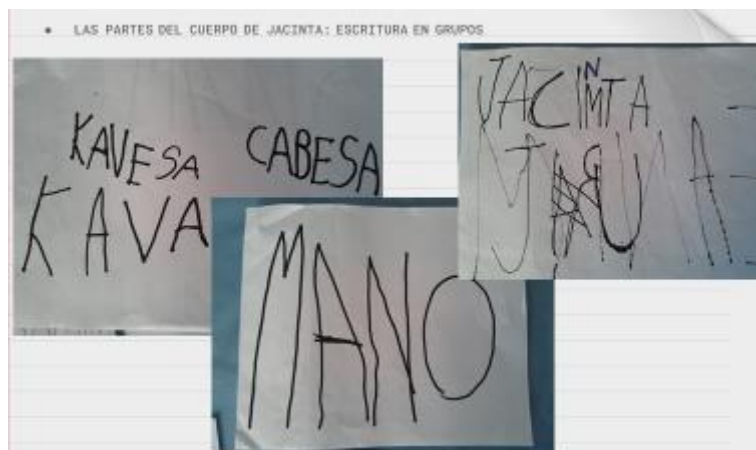 LAS PARTES DEL CUERPO DE JACINTA: ESCRITURA EN GRUPOS
KAVESA CABESA
KAVA
MANO
JACINTA